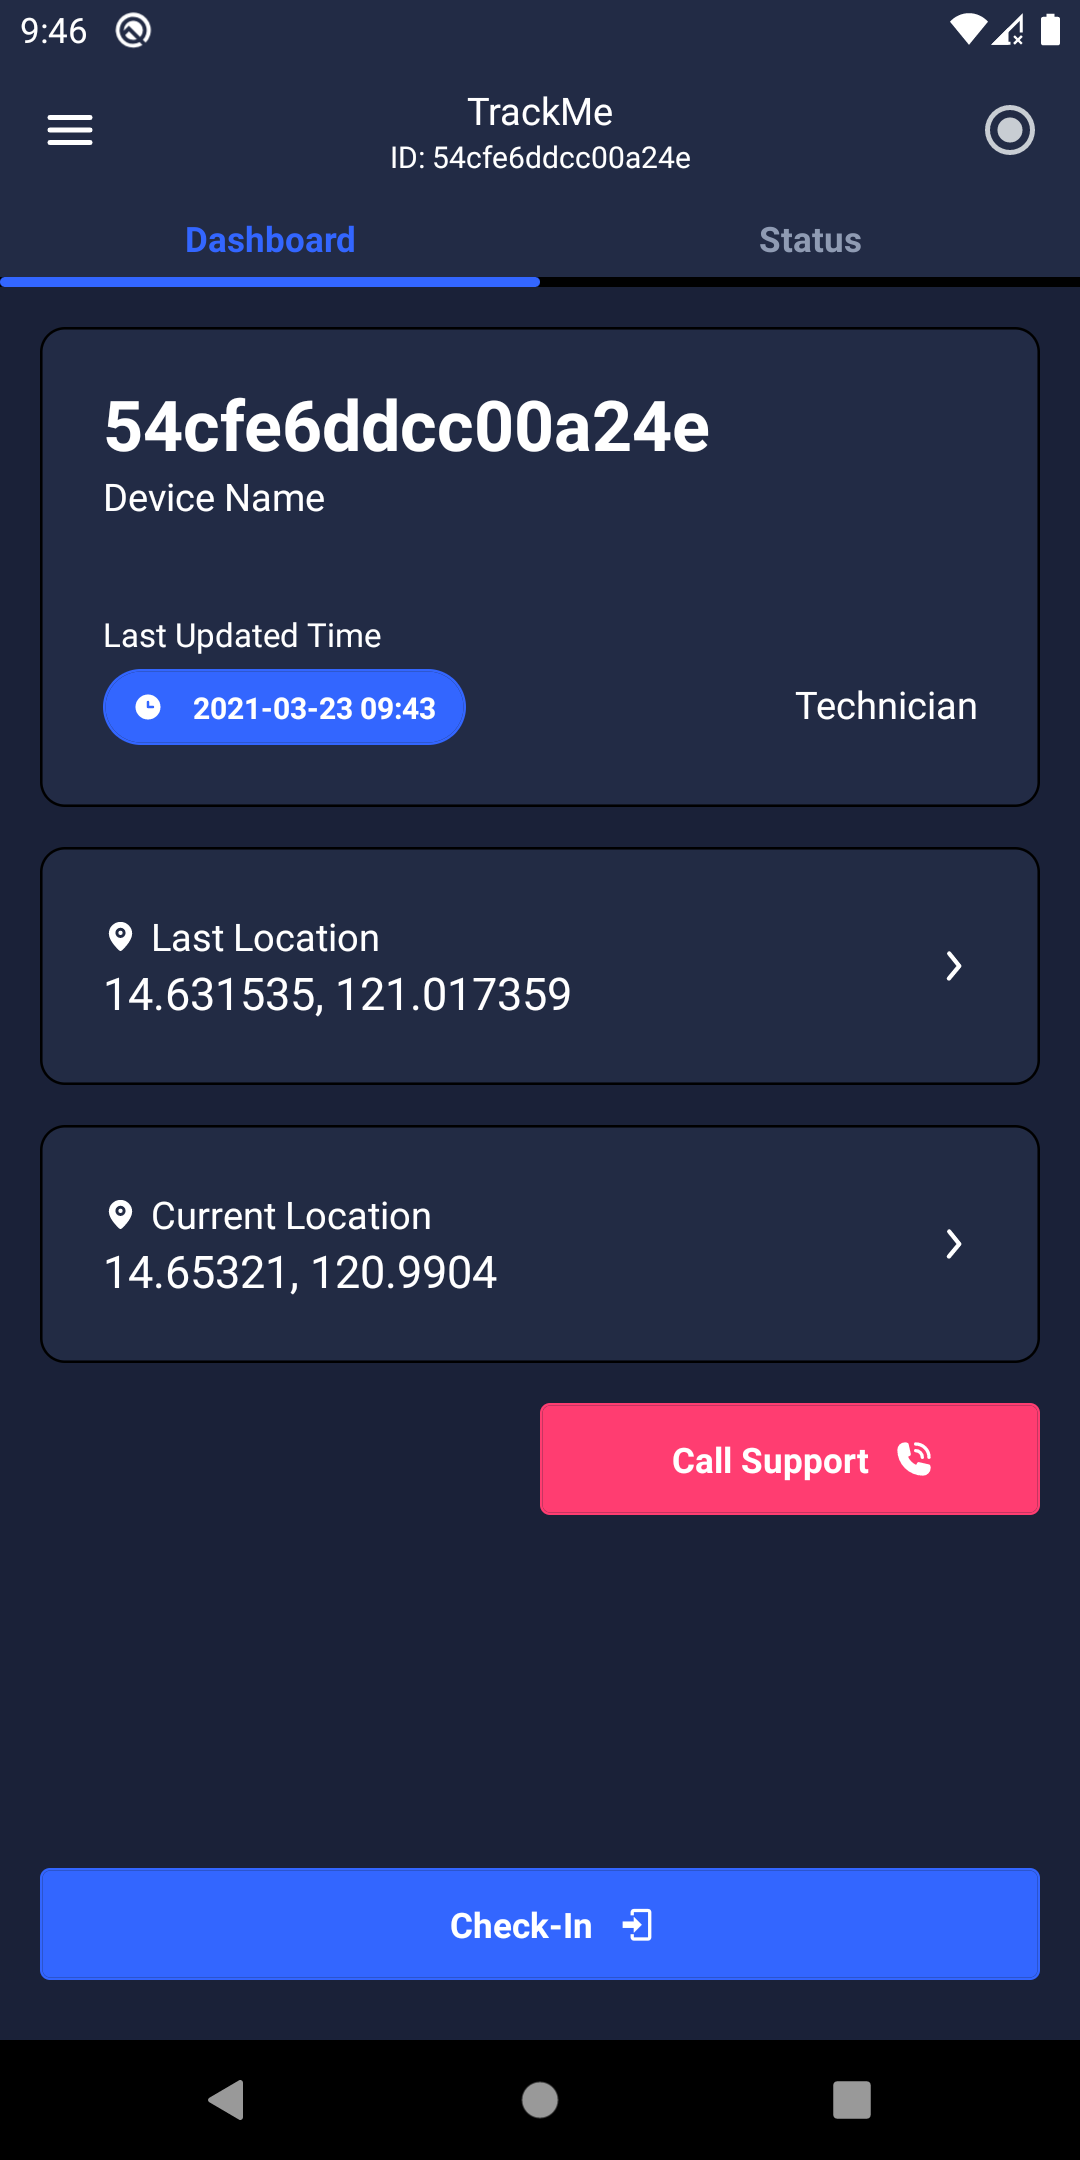 9:46
TrackMe
ID: 54cfe6ddcc00a24e
Dashboard
Status
54cfe6ddcc00a24e
Device Name
Last Updated Time
2021-03-23 09:43
Technician
Last Location
14.631535, 121.017359
Current Location
14.65321, 120.9904
Call Support
Check-In